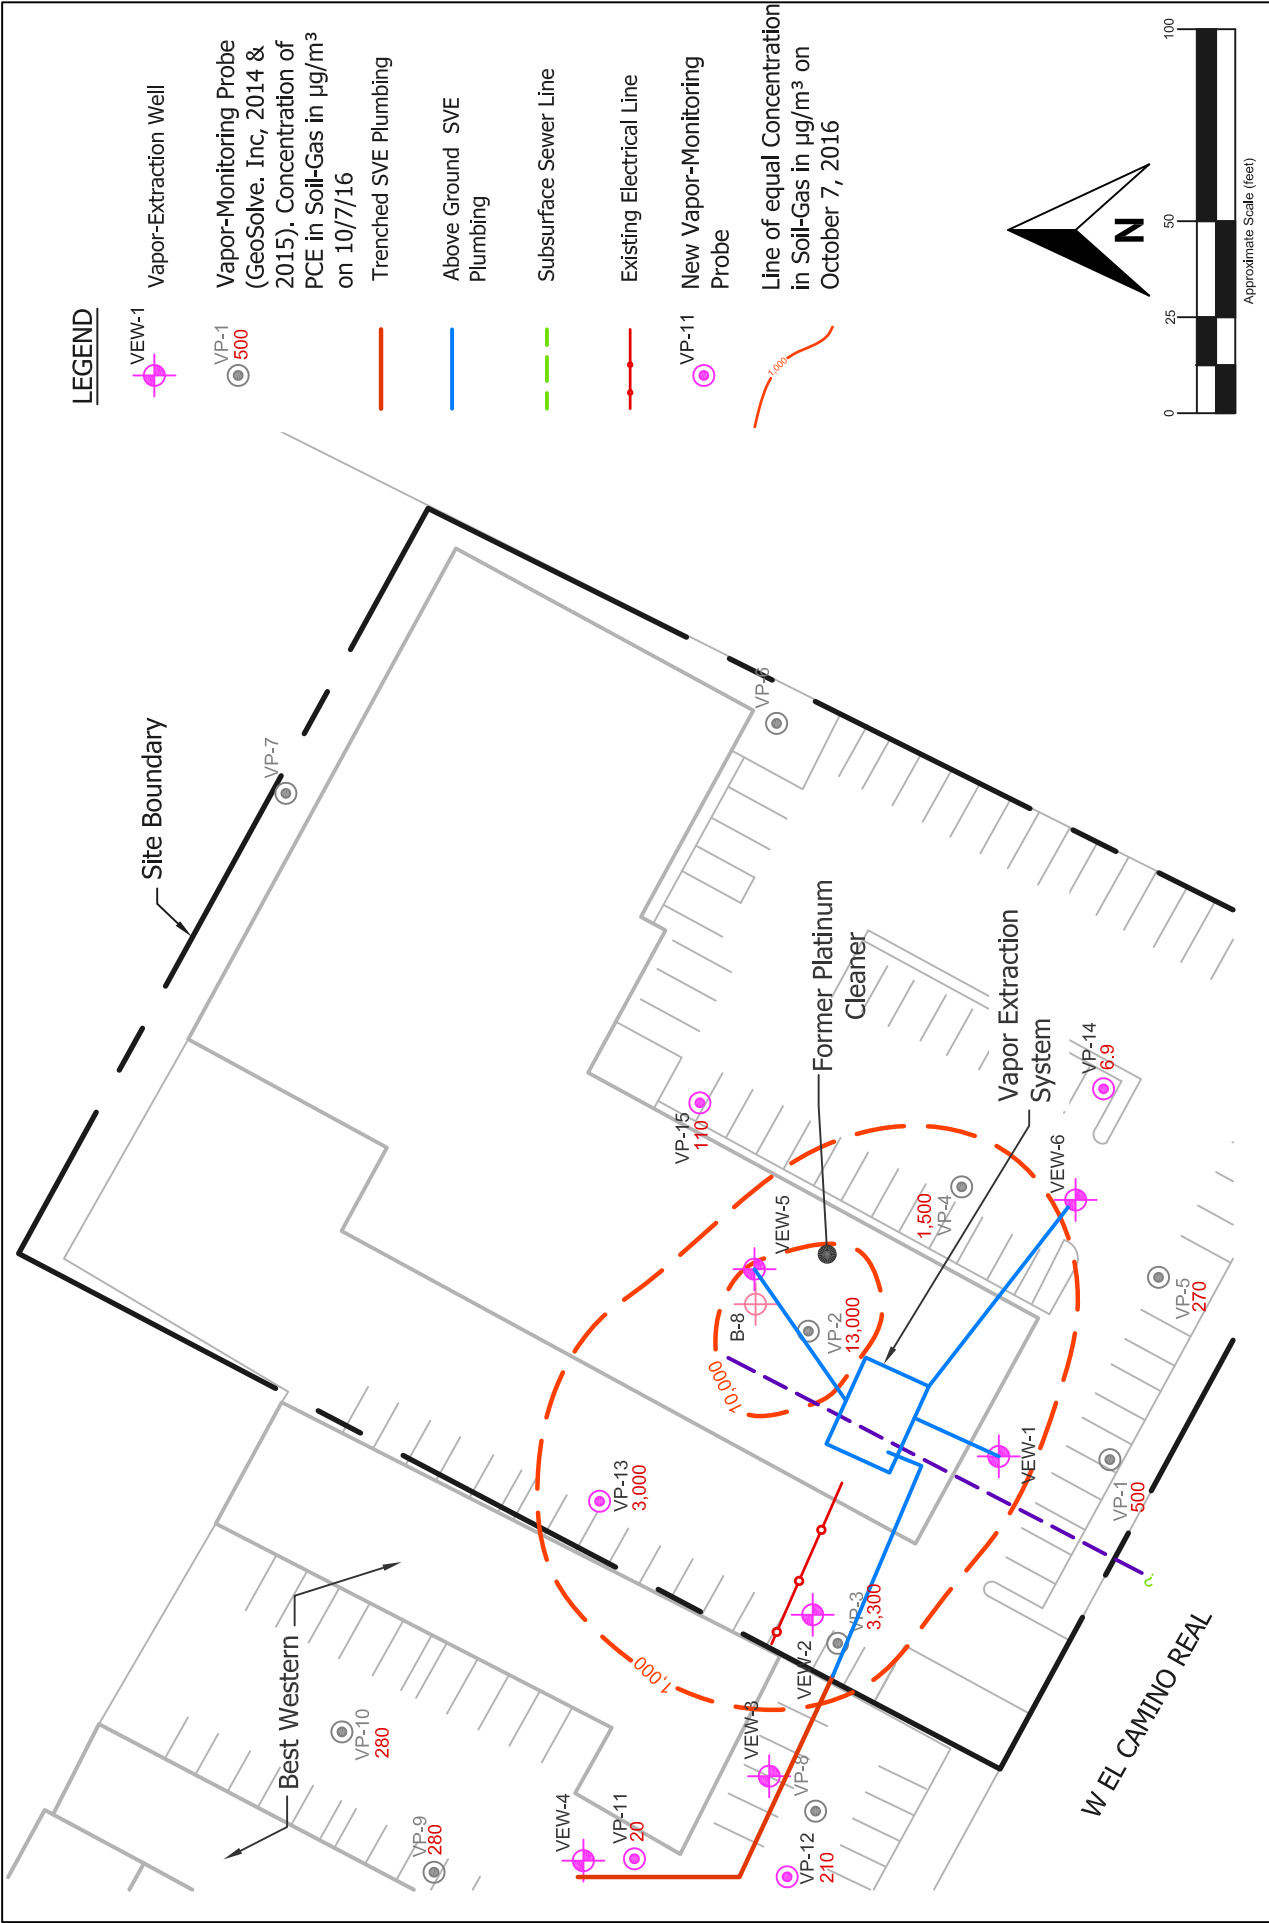 LEGEND
VEW-1
Vapor-Extraction Well
VP-1
500
Vapor-Monitoring Probe
(GeoSolve. Inc, 2014 &
2015). Concentration of
PCE in Soil-Gas in µg/m³
on 10/7/16
Trenched SVE Plumbing
Above Ground SVE
Plumbing
Subsurface Sewer Line
Existing Electrical Line
VP-11
New Vapor-Monitoring
Probe
1,000
Line of equal Concentration
in Soil-Gas in µg/m³ on
October 7, 2016
N
0
25
50
100
Approximate Scale (feet)
Site Boundary
VP-7
VP-6
Former Platinum
Cleaner
Vapor Extraction
System
VP-14
6.9
VP-15
110
VEW-6
VEW-5
1,500
VP-4
B-8
VP-2
13,000
VP-5
270
10,000
VP-13
3,000
VEW-1
VP-1
500
?
VP-3
3,300
VEW-2
1,000
VEW-3
VP-8
Best Western
VP-10
280
VP-9
280
VEW-4
VP-11
20
VP-12
210
W EL CAMINO REAL